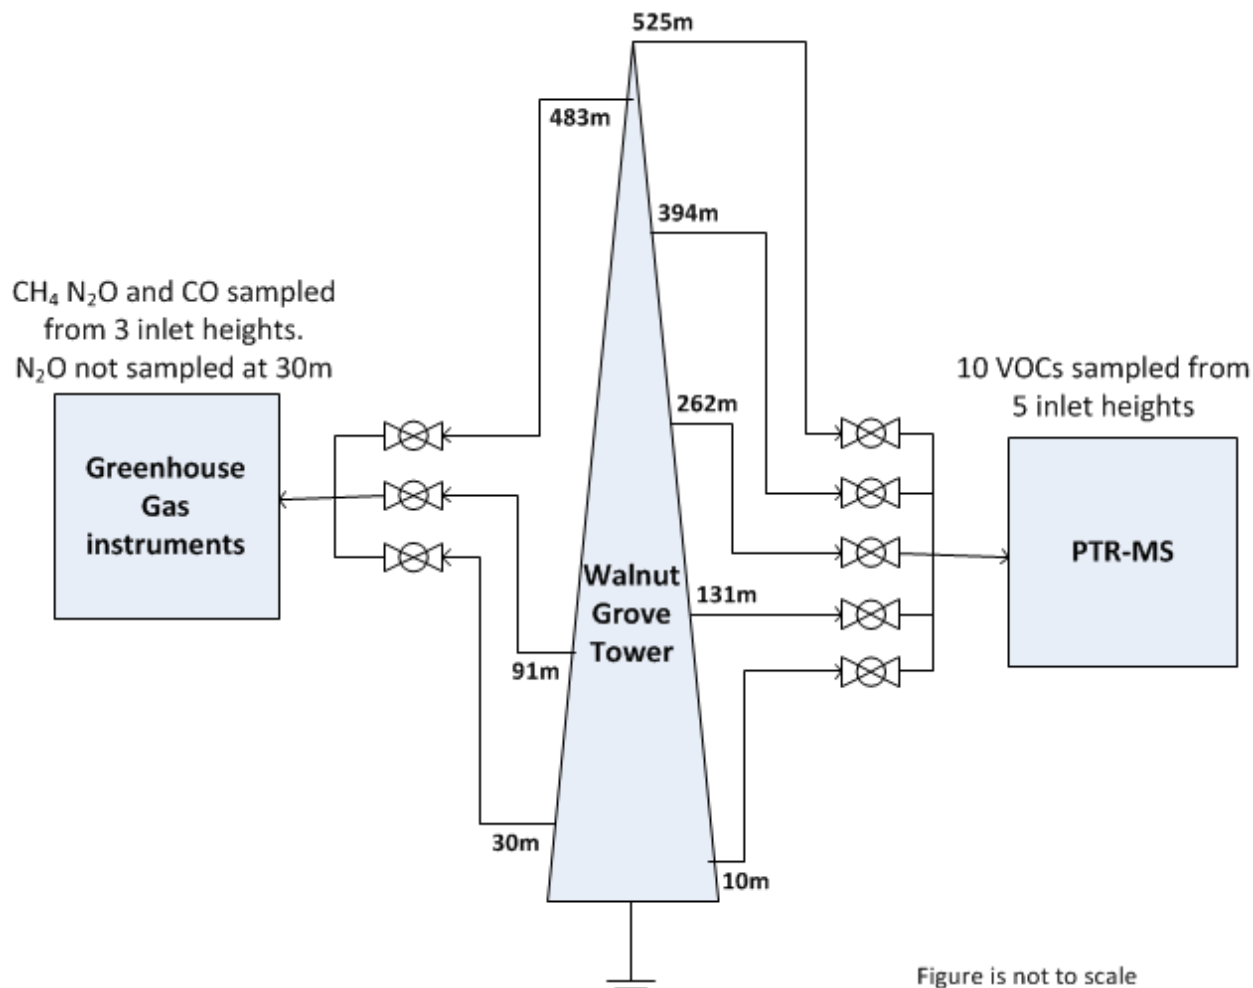 525m
483m
394m
CH₄ N₂O and CO sampled
from 3 inlet heights.
N₂O not sampled at 30m
10 VOCs sampled from
5 inlet heights
262m
Greenhouse
Gas
instruments
PTR-MS
Walnut
Grove
Tower
131m
91m
30m
10m
Figure is not to scale